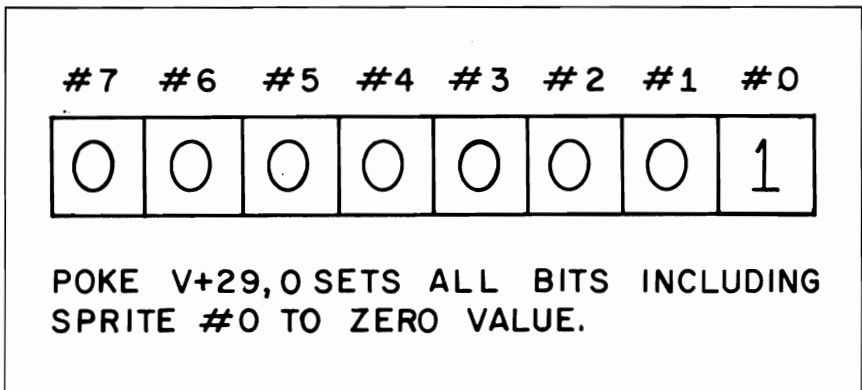 #7 #6 #5 #4 #3 #2 #1 #0
0 0 0 0 0 0 0 1
POKE V+29,0 SETS ALL BITS INCLUDING
SPRITE #0 TO ZERO VALUE.